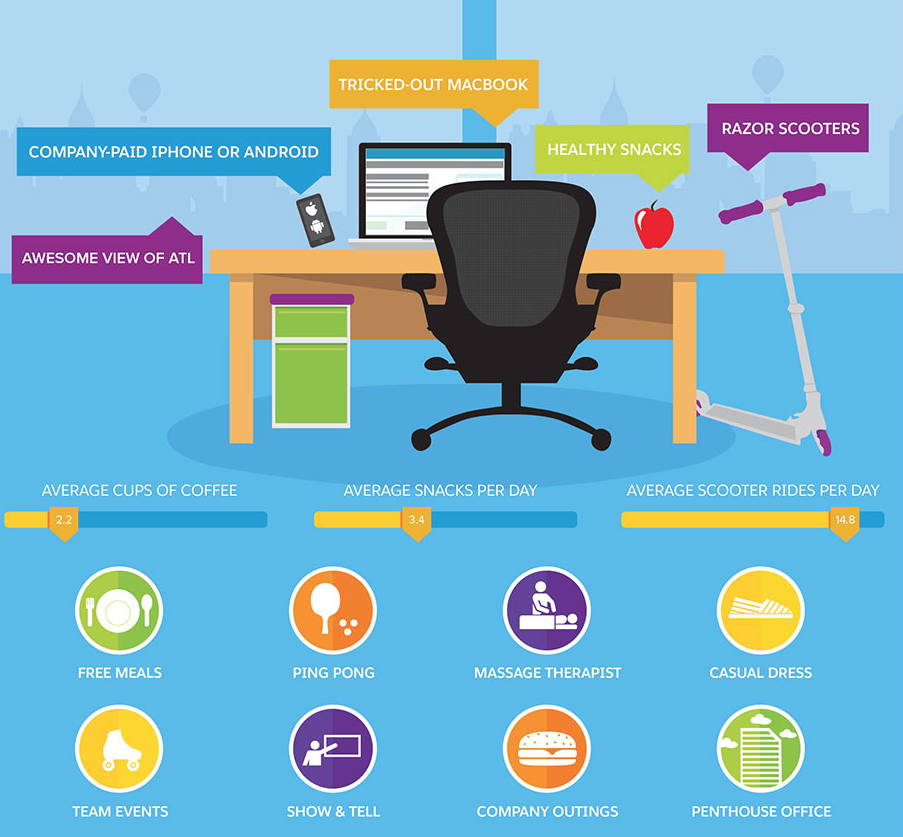 TRICKED-OUT MACBOOK
RAZOR SCOOTERS
COMPANY-PAID IPHONE OR ANDROID
HEALTHY SNACKS
AWESOME VIEW OF ATL
AVERAGE CUPS OF COFFEE
AVERAGE SNACKS PER DAY
AVERAGE SCOOTER RIDES PER DAY
2.2
3.4
14.8
FREE MEALS
PING PONG
MASSAGE THERAPIST
CASUAL DRESS
TEAM EVENTS
SHOW & TELL
COMPANY OUTINGS
PENTHOUSE OFFICE